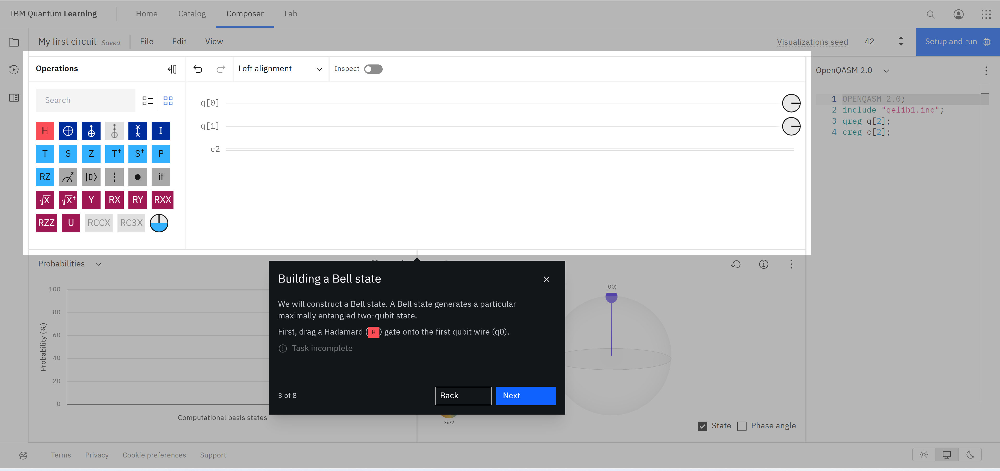 IBM Quantum Learning Home Catalog Composer Lab
My first circuit Saved File Edit View Visualizations seed 42 Setup and run
Operations Left alignment Inspect
OpenQASM 2.0
Search
H I
T S Z T† S† P
RZ z |0⟩ if
√X √X† Y RX RY RXX
RZZ U RCCX RC3X
q[0]
q[1]
c2
1 OPENQASM 2.0;
2 include "qelib1.inc";
3 qreg q[2];
4 creg c[2];
Probabilities
100
80
60
40
20
0
Probability (%)
Computational basis states
Building a Bell state
We will construct a Bell state. A Bell state generates a particular
maximally entangled two-qubit state.
First, drag a Hadamard (H) gate onto the first qubit wire (q0).
Task incomplete
3 of 8 Back Next
|00⟩
3π/2
State Phase angle
Terms Privacy Cookie preferences Support